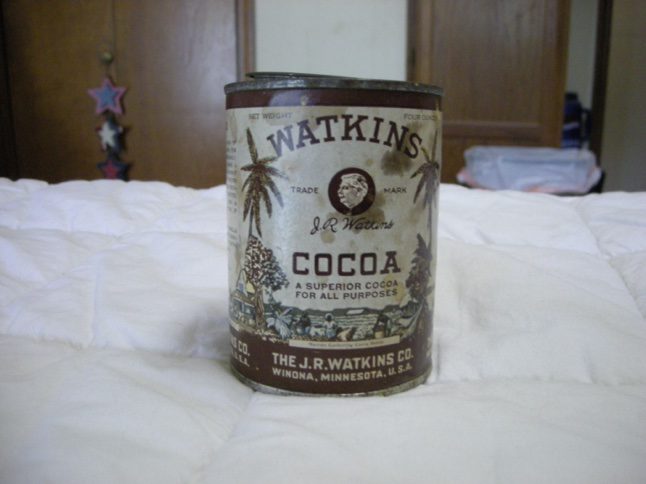 NET WEIGHT FOUR OUNCES
WATKINS
TRADE MARK
J.R. Watkins
COCOA
A SUPERIOR COCOA
FOR ALL PURPOSES
THE J.R. WATKINS CO.
WINONA, MINNESOTA, U.S.A.